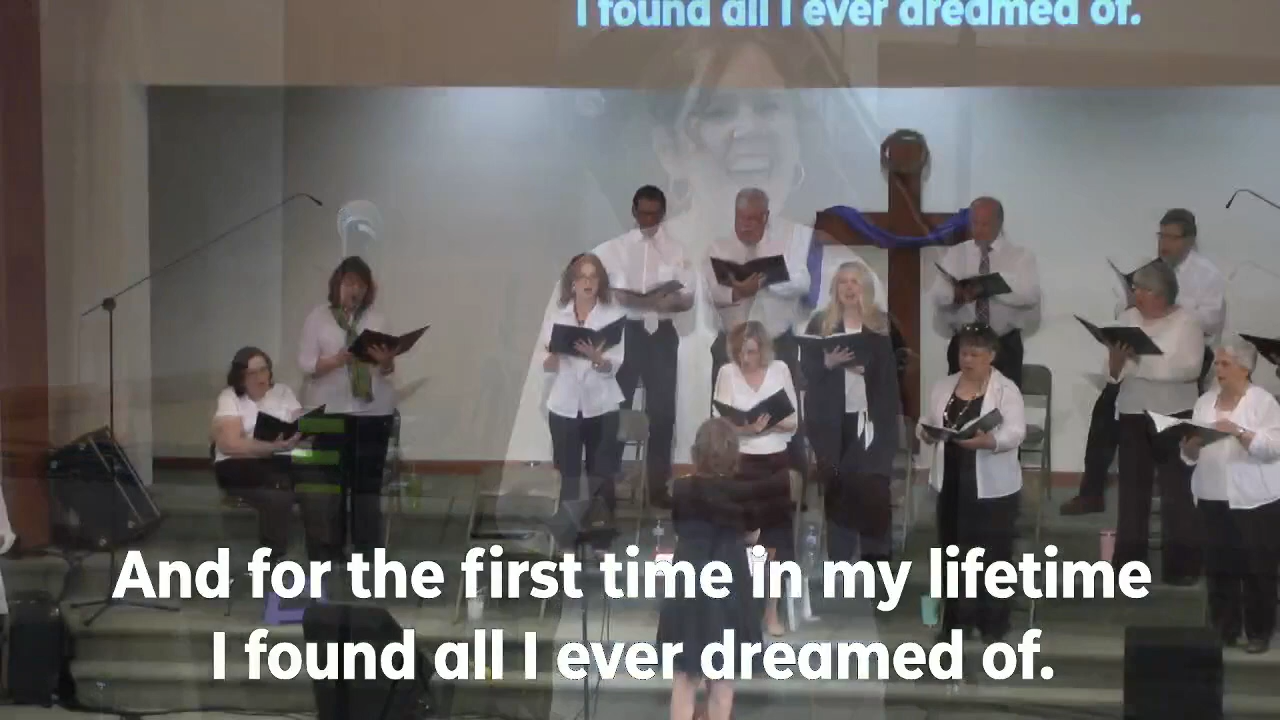 I found all I ever dreamed of.
And for the first time in my lifetime
I found all I ever dreamed of.